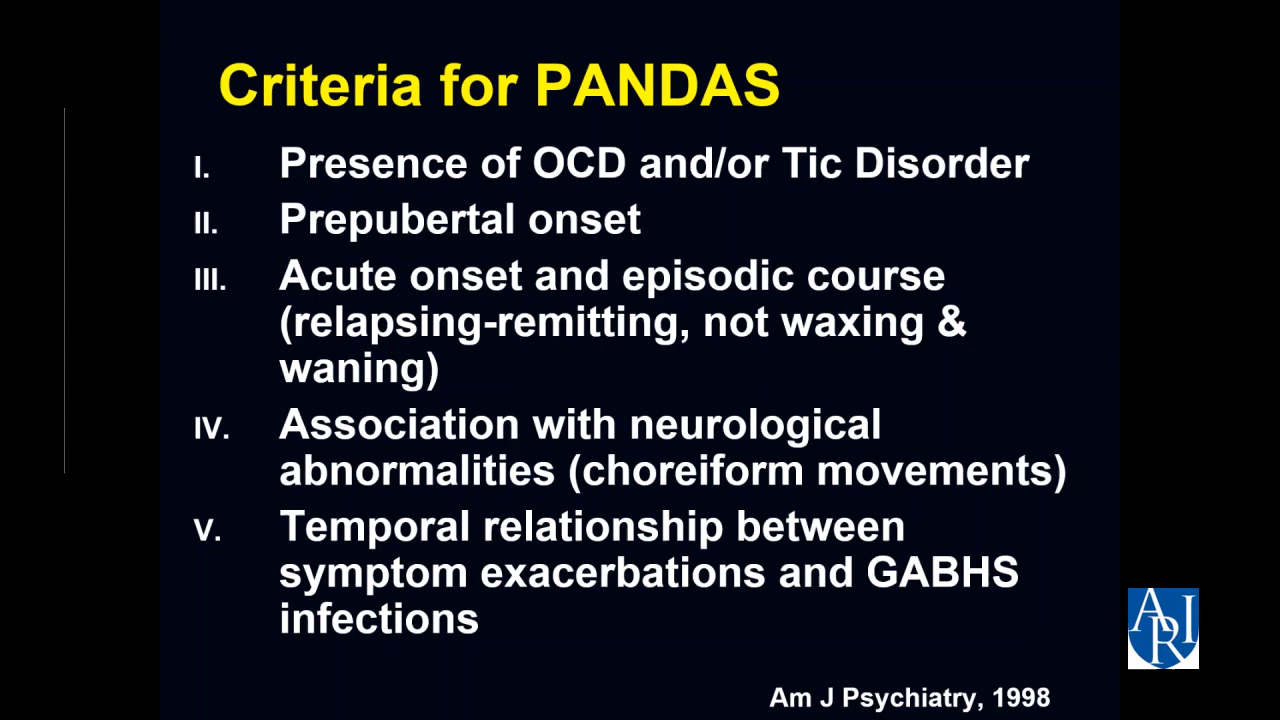 Criteria for PANDAS
I. Presence of OCD and/or Tic Disorder
II. Prepubertal onset
III. Acute onset and episodic course
(relapsing-remitting, not waxing &
waning)
IV. Association with neurological
abnormalities (choreiform movements)
V. Temporal relationship between
symptom exacerbations and GABHS
infections
ARI
Am J Psychiatry, 1998